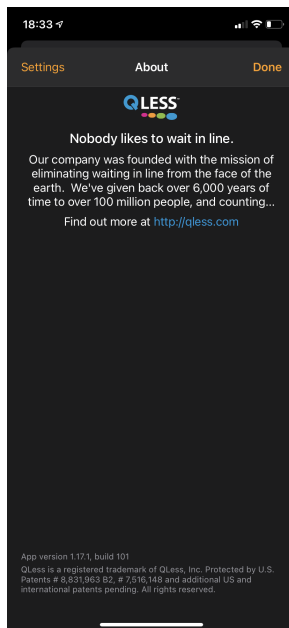 18:33
Settings
About
Done
QLESS
Nobody likes to wait in line.
Our company was founded with the mission of
eliminating waiting in line from the face of the
earth.  We've given back over 6,000 years of
time to over 100 million people, and counting...
Find out more at http://qless.com
App version 1.17.1, build 101
QLess is a registered trademark of QLess, Inc. Protected by U.S.
Patents # 8,831,963 B2, # 7,516,148 and additional US and
international patents pending. All rights reserved.